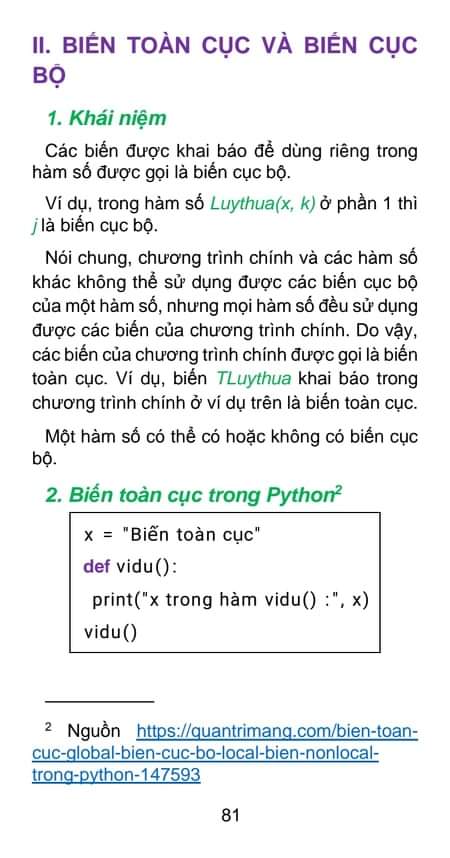 II. BIẾN TOÀN CỤC VÀ BIẾN CỤC
BỘ
1. Khái niệm
Các biến được khai báo để dùng riêng trong
hàm số được gọi là biến cục bộ.
Ví dụ, trong hàm số Luythua(x, k) ở phần 1 thì
j là biến cục bộ.
Nói chung, chương trình chính và các hàm số
khác không thể sử dụng được các biến cục bộ
của một hàm số, nhưng mọi hàm số đều sử dụng
được các biến của chương trình chính. Do vậy,
các biến của chương trình chính được gọi là biến
toàn cục. Ví dụ, biến TLuythua khai báo trong
chương trình chính ở ví dụ trên là biến toàn cục.
Một hàm số có thể có hoặc không có biến cục
bộ.
2. Biến toàn cục trong Python²
x = "Biến toàn cục"
def vidu():
print("x trong hàm vidu() :", x)
vidu()
² Nguồn https://quantrimang.com/bien-toan-
cuc-global-bien-cuc-bo-local-bien-nonlocal-
trong-python-147593
81